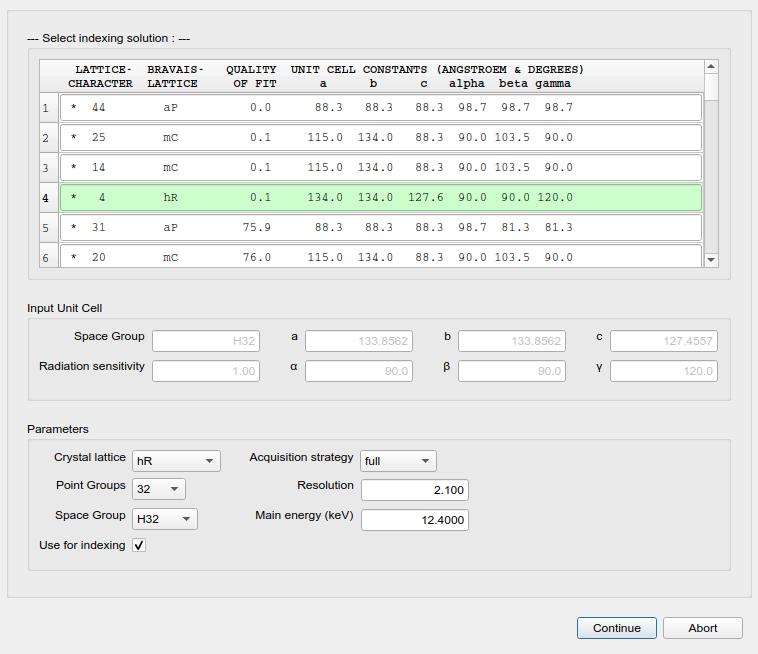 --- Select indexing solution : ---
LATTICE- BRAVAIS- QUALITY UNIT CELL CONSTANTS (ANGSTROEM & DEGREES)
CHARACTER LATTICE OF FIT a b c alpha beta gamma
1 * 44 aP 0.0 88.3 88.3 88.3 98.7 98.7 98.7
2 * 25 mC 0.1 115.0 134.0 88.3 90.0 103.5 90.0
3 * 14 mC 0.1 115.0 134.0 88.3 90.0 103.5 90.0
4 * 4 hR 0.1 134.0 134.0 127.6 90.0 90.0 120.0
5 * 31 aP 75.9 88.3 88.3 88.3 98.7 81.3 81.3
6 * 20 mC 76.0 115.0 134.0 88.3 90.0 103.5 90.0
Input Unit Cell
Space Group H32 a 133.8562 b 133.8562 c 127.4557
Radiation sensitivity 1.00 α 90.0 β 90.0 γ 120.0
Parameters
Crystal lattice hR Acquisition strategy full
Point Groups 32 Resolution 2.100
Space Group H32 Main energy (keV) 12.4000
Use for indexing
Continue Abort